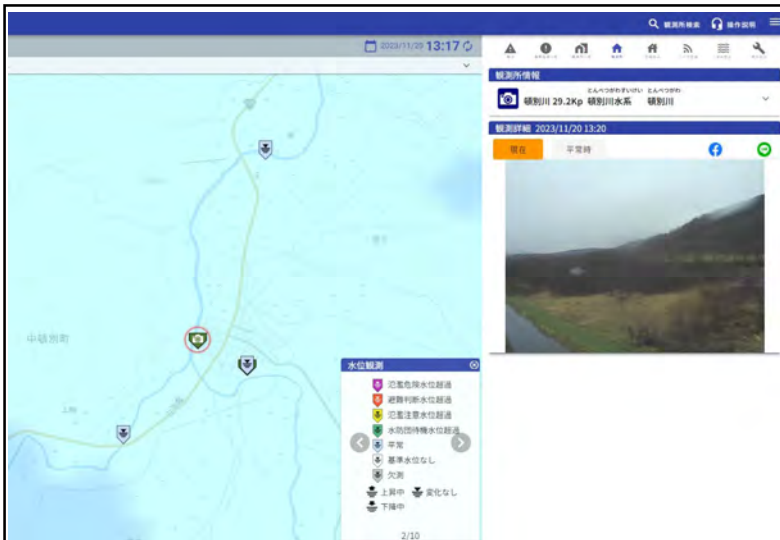 観測所検索 操作説明
2023/11/20 13:17
観測所情報
とんべつがわすいけい とんべつがわ
頓別川 29.2Kp 頓別川水系 頓別川
観測詳細 2023/11/20 13:20
現在 平常時
中頓別町
水位観測
氾濫危険水位超過
避難判断水位超過
氾濫注意水位超過
水防団待機水位超過
平常
基準水位なし
欠測
上昇中 変化なし
下降中
2/10